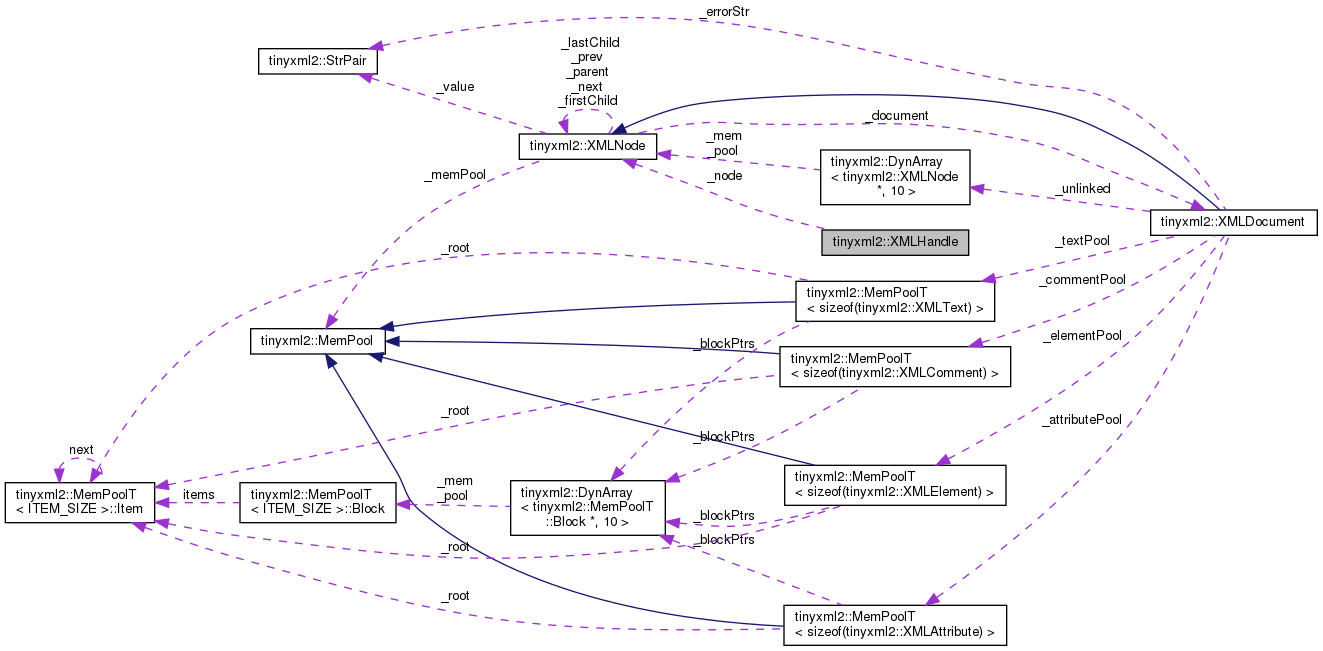 _errorStr
tinyxml2::StrPair
_lastChild
_prev
_parent
_next
_firstChild
_value
tinyxml2::XMLNode
_document
_mem
_pool
tinyxml2::DynArray
< tinyxml2::XMLNode
*, 10 >
_memPool
_node
_unlinked
tinyxml2::XMLDocument
tinyxml2::XMLHandle
_root
_textPool
_commentPool
tinyxml2::MemPoolT
< sizeof(tinyxml2::XMLText) >
tinyxml2::MemPool
_blockPtrs
_elementPool
tinyxml2::MemPoolT
< sizeof(tinyxml2::XMLComment) >
_root
_attributePool
_blockPtrs
next
tinyxml2::MemPoolT
< ITEM_SIZE >::Item
items
tinyxml2::MemPoolT
< ITEM_SIZE >::Block
_mem
_pool
tinyxml2::DynArray
< tinyxml2::MemPoolT
::Block *, 10 >
tinyxml2::MemPoolT
< sizeof(tinyxml2::XMLElement) >
_blockPtrs
_root
_blockPtrs
_root
tinyxml2::MemPoolT
< sizeof(tinyxml2::XMLAttribute) >